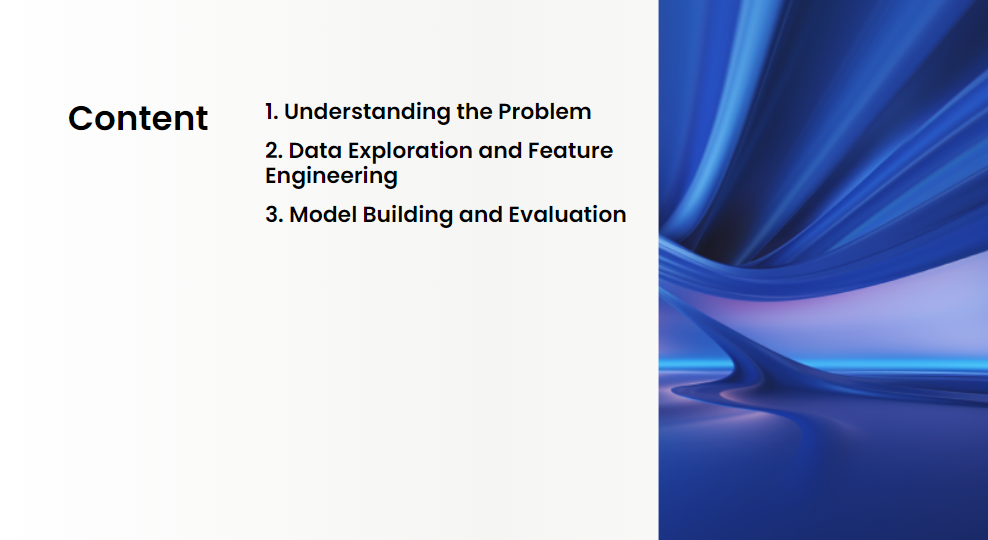 Content
1. Understanding the Problem
2. Data Exploration and Feature
Engineering
3. Model Building and Evaluation